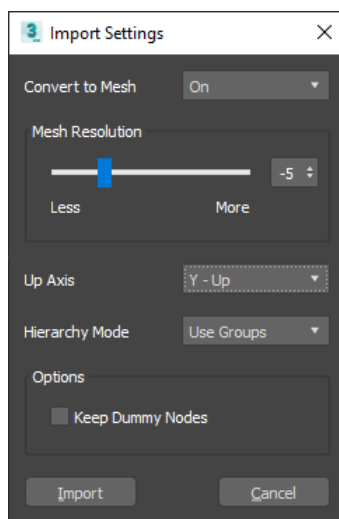 Import Settings
Convert to Mesh On
Mesh Resolution
-5
Less More
Up Axis Y - Up
Hierarchy Mode Use Groups
Options
Keep Dummy Nodes
Import Cancel